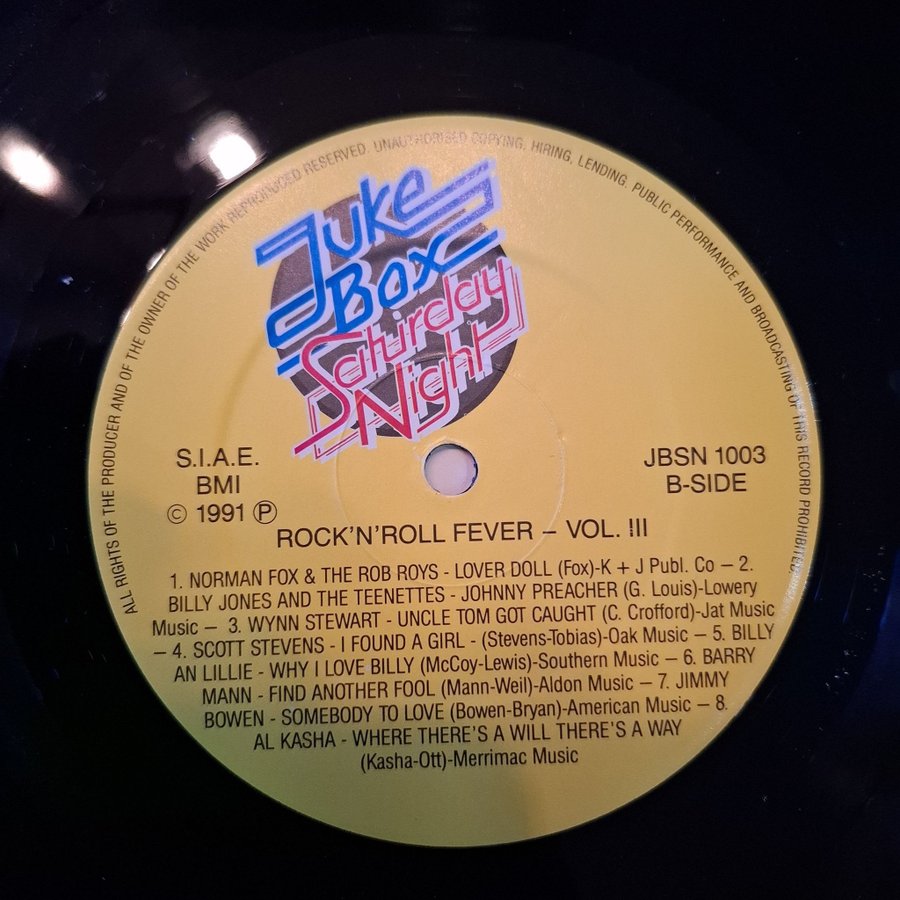 ALL RIGHTS OF THE PRODUCER AND OF THE OWNER OF THE WORK REPRODUCED RESERVED. UNAUTHORISED COPYING, HIRING, LENDING, PUBLIC PERFORMANCE AND BROADCASTING OF THIS RECORD PROHIBITED
Juke
Box
Saturday
Night
S.I.A.E.
BMI
© 1991 ℗
JBSN 1003
B-SIDE
ROCK'N'ROLL FEVER – VOL. III
1. NORMAN FOX & THE ROB ROYS - LOVER DOLL (Fox)-K + J Publ. Co – 2.
BILLY JONES AND THE TEENETTES - JOHNNY PREACHER (G. Louis)-Lowery
Music – 3. WYNN STEWART - UNCLE TOM GOT CAUGHT (C. Crofford)-Jat Music
– 4. SCOTT STEVENS - I FOUND A GIRL - (Stevens-Tobias)-Oak Music – 5. BILLY
AN LILLIE - WHY I LOVE BILLY (McCoy-Lewis)-Southern Music – 6. BARRY
MANN - FIND ANOTHER FOOL (Mann-Weil)-Aldon Music – 7. JIMMY
BOWEN - SOMEBODY TO LOVE (Bowen-Bryan)-American Music – 8.
AL KASHA - WHERE THERE'S A WILL THERE'S A WAY
(Kasha-Ott)-Merrimac Music